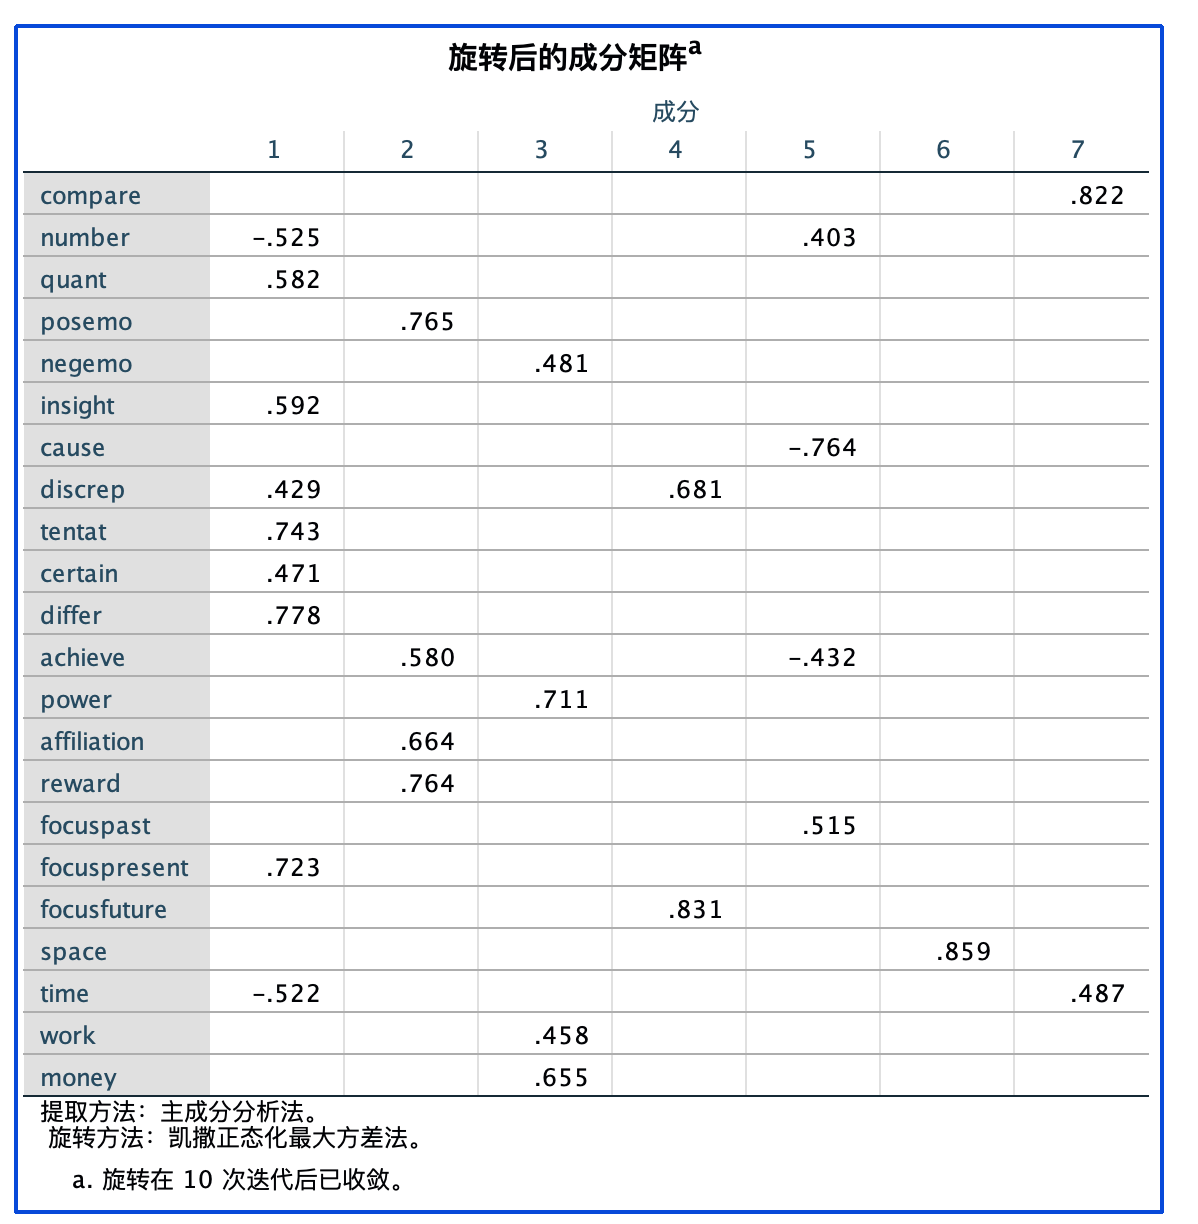 旋转后的成分矩阵a
成分
1 2 3 4 5 6 7
compare .822
number -.525 .403
quant .582
posemo .765
negemo .481
insight .592
cause -.764
discrep .429 .681
tentat .743
certain .471
differ .778
achieve .580 -.432
power .711
affiliation .664
reward .764
focuspast .515
focuspresent .723
focusfuture .831
space .859
time -.522 .487
work .458
money .655
提取方法：主成分分析法。
旋转方法：凯撒正态化最大方差法。
a. 旋转在 10 次迭代后已收敛。